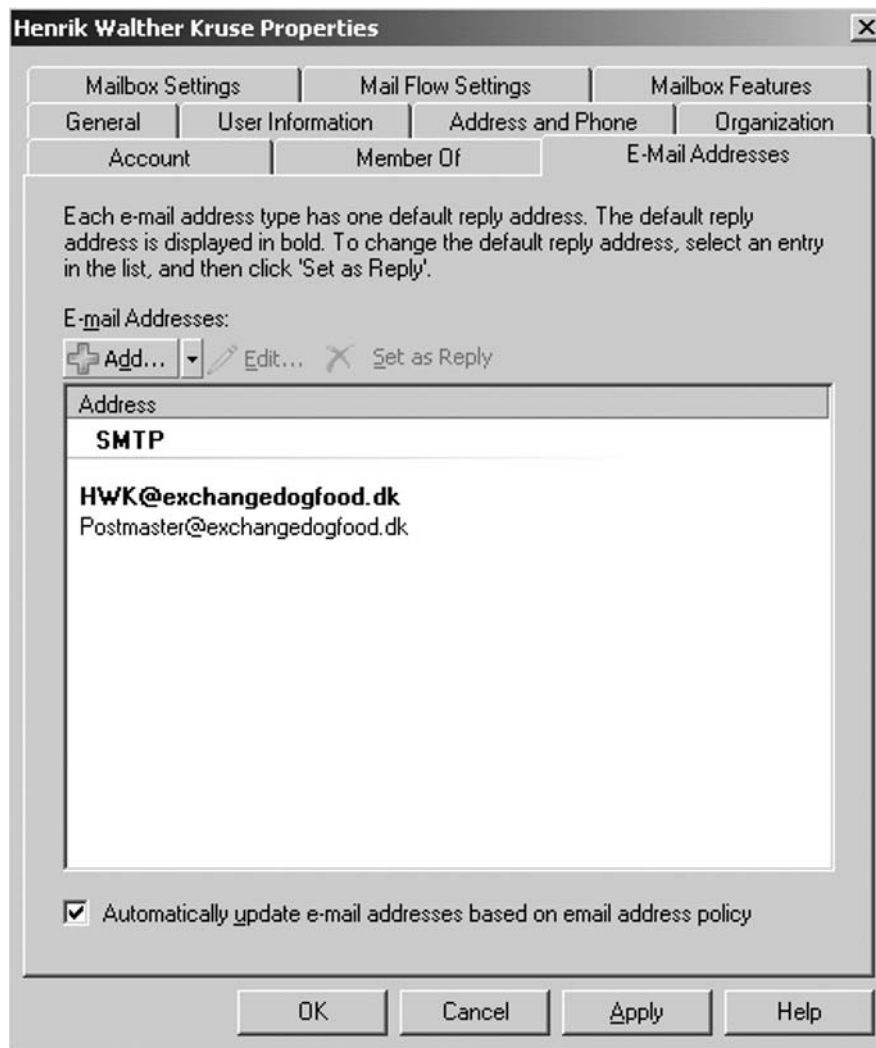 Henrik Walther Kruse Properties
Mailbox Settings Mail Flow Settings Mailbox Features
General User Information Address and Phone Organization
Account Member Of E-Mail Addresses
Each e-mail address type has one default reply address. The default reply
address is displayed in bold. To change the default reply address, select an entry
in the list, and then click 'Set as Reply'.
E-mail Addresses:
Add... Edit... Set as Reply
Address
SMTP
HWK@exchangedogfood.dk
Postmaster@exchangedogfood.dk
Automatically update e-mail addresses based on email address policy
OK Cancel Apply Help